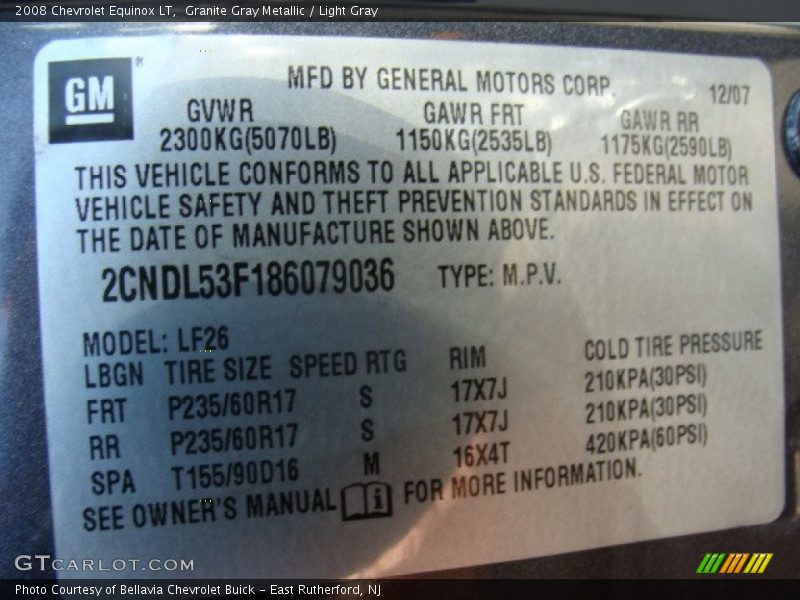 2008 Chevrolet Equinox LT,  Granite Gray Metallic / Light Gray
GM®
MFD BY GENERAL MOTORS CORP. 12/07
GVWR GAWR FRT GAWR RR
2300KG(5070LB) 1150KG(2535LB) 1175KG(2590LB)
THIS VEHICLE CONFORMS TO ALL APPLICABLE U.S. FEDERAL MOTOR
VEHICLE SAFETY AND THEFT PREVENTION STANDARDS IN EFFECT ON
THE DATE OF MANUFACTURE SHOWN ABOVE.
2CNDL53F186079036 TYPE: M.P.V.
MODEL: LF26
LBGN TIRE SIZE SPEED RTG RIM COLD TIRE PRESSURE
FRT P235/60R17 S 17X7J 210KPA(30PSI)
RR P235/60R17 S 17X7J 210KPA(30PSI)
SPA T155/90D16 M 16X4T 420KPA(60PSI)
SEE OWNER'S MANUAL i FOR MORE INFORMATION.
GTCARLOT.COM
Photo Courtesy of Bellavia Chevrolet Buick - East Rutherford, NJ